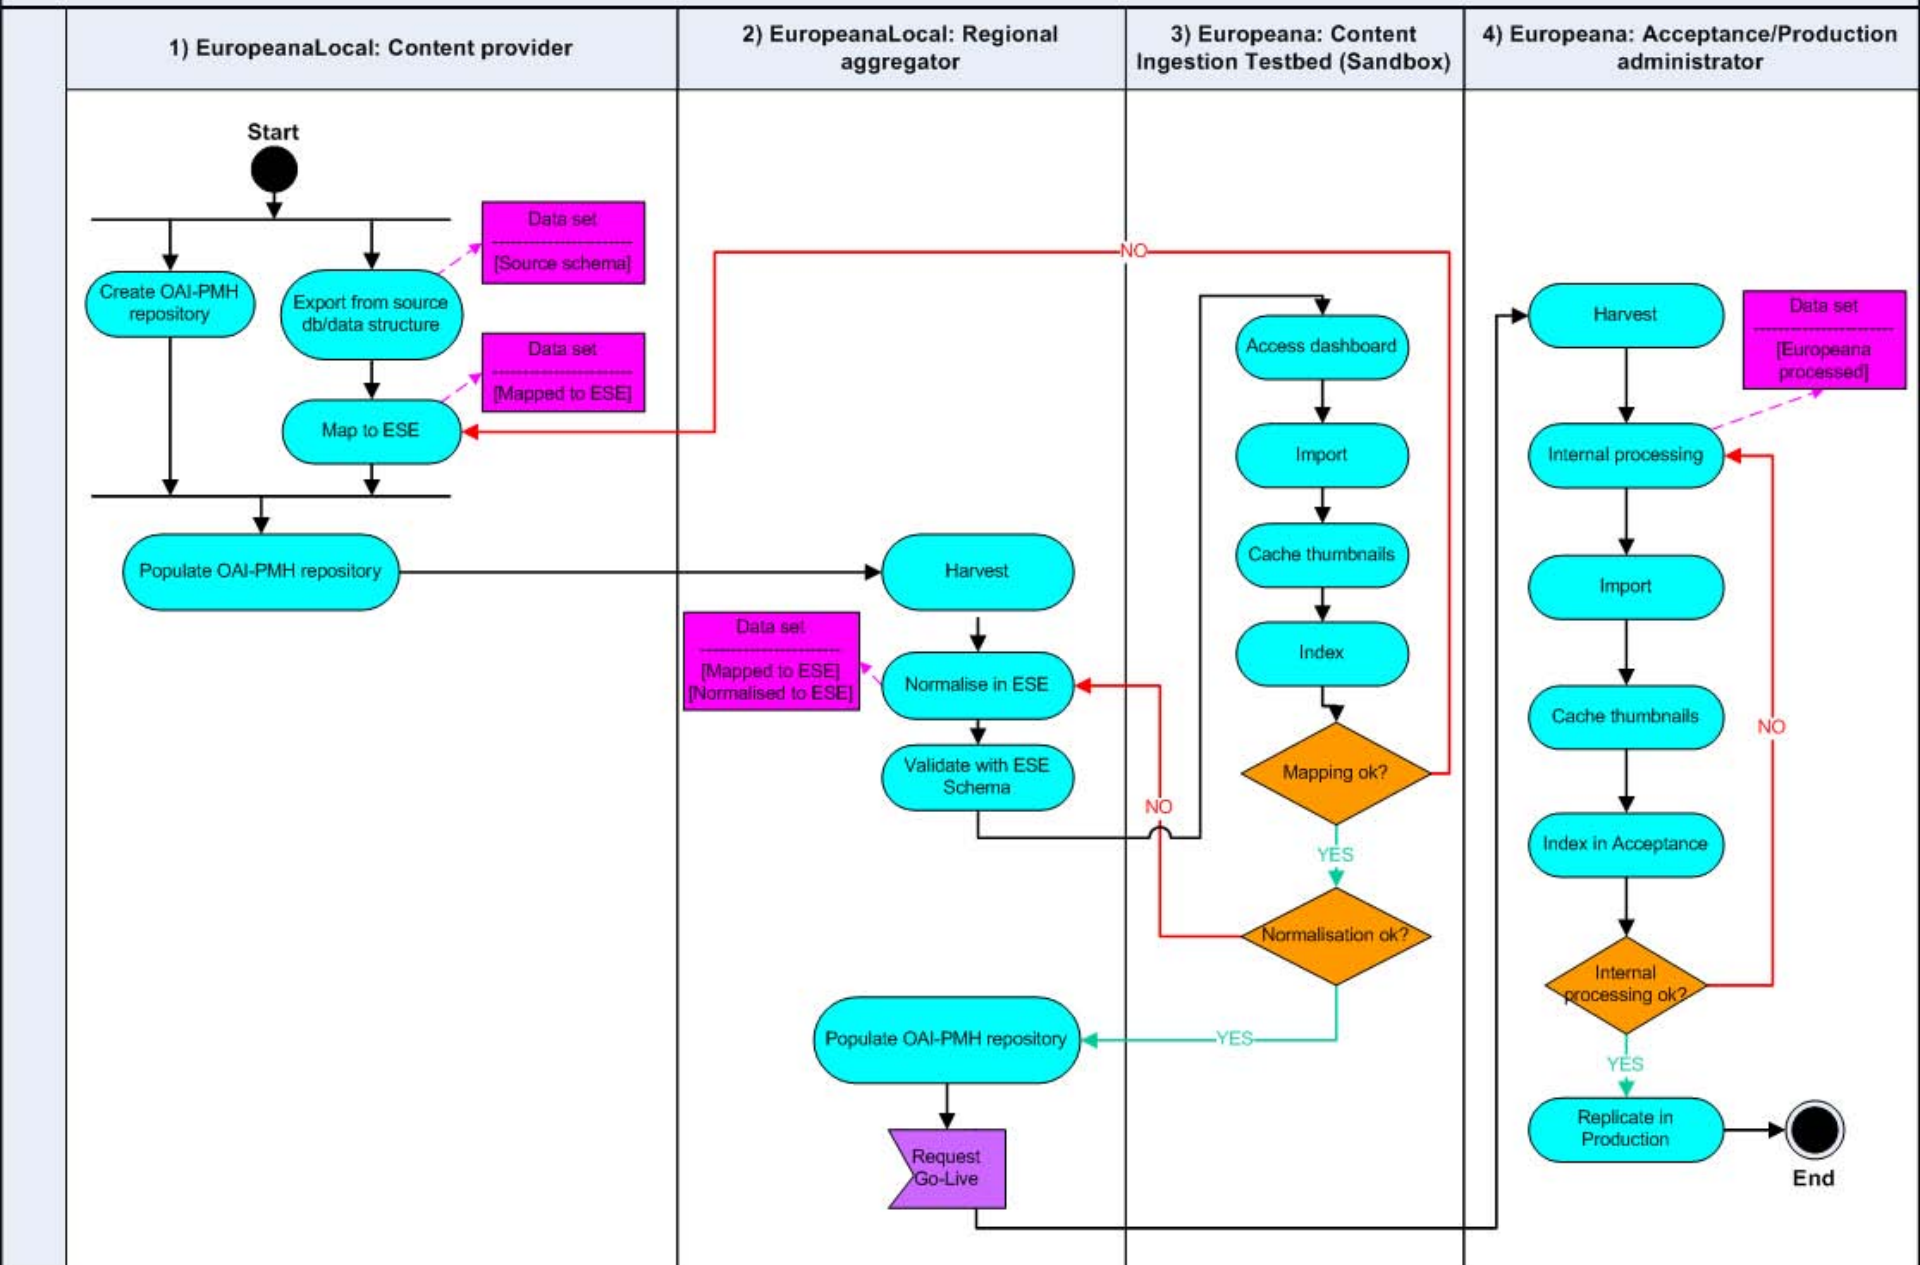 1) EuropeanaLocal: Content provider
2) EuropeanaLocal: Regional
aggregator
3) Europeana: Content
Ingestion Testbed (Sandbox)
4) Europeana: Acceptance/Production
administrator
Start
Data set
[Source schema]
Create OAI-PMH
repository
Export from source
db/data structure
Data set
[Mapped to ESE]
Map to ESE
Populate OAI-PMH repository
Harvest
Data set
[Mapped to ESE]
[Normalised to ESE]
Normalise in ESE
Validate with ESE
Schema
Populate OAI-PMH repository
Request
Go-Live
NO
Access dashboard
Import
Cache thumbnails
Index
Mapping ok?
NO
YES
Normalisation ok?
YES
Harvest
Data set
[Europeana
processed]
Internal processing
Import
Cache thumbnails
NO
Index in Acceptance
Internal
processing ok?
YES
Replicate in
Production
End